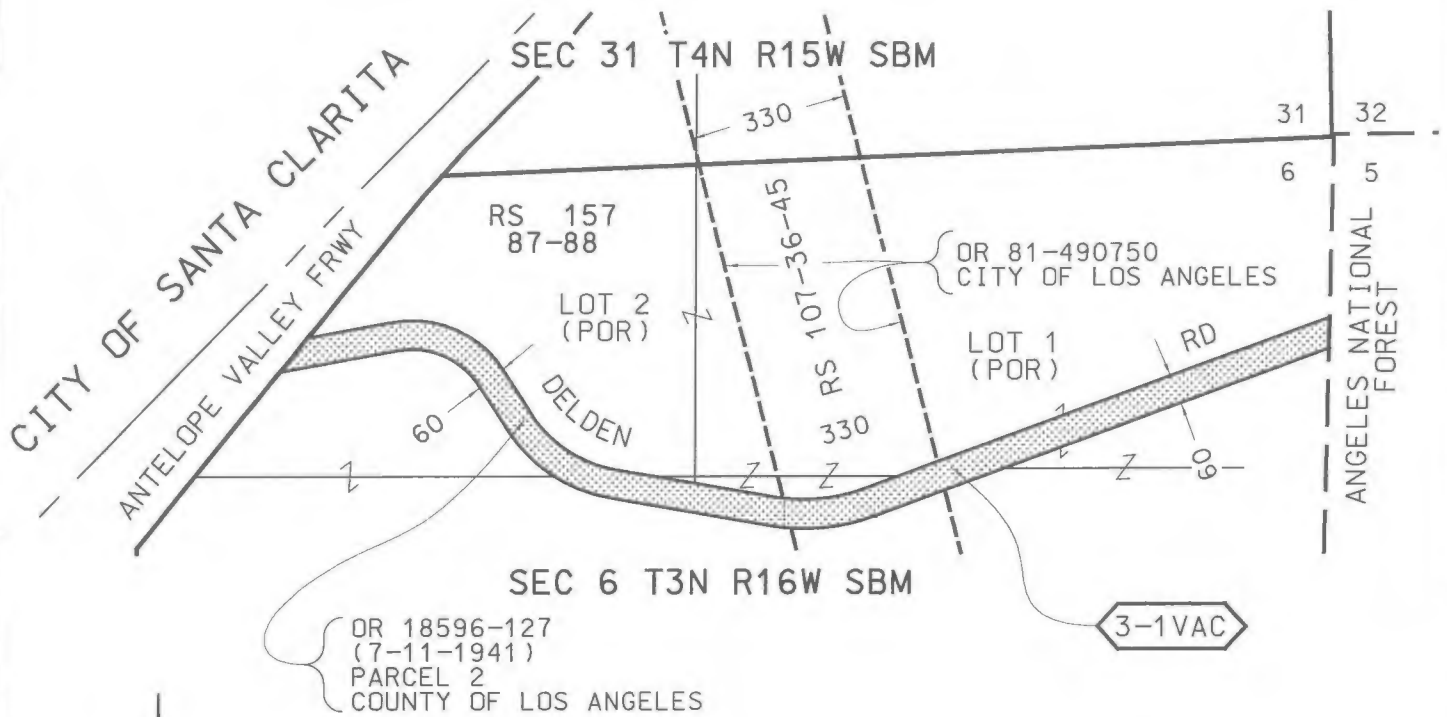 SEC 31 T4N R15W SBM
CITY OF SANTA CLARITA
ANTELOPE VALLEY FRWY
330
31
32
6
5
RS 157
87-88
RS 107-36-45
OR 81-490750
CITY OF LOS ANGELES
LOT 2
(POR)
LOT 1
(POR)
RD
ANGELES NATIONAL
FOREST
DELDEN
60
330
60
Z
Z
Z
Z
Z
Z
SEC 6 T3N R16W SBM
3-1VAC
OR 18596-127
(7-11-1941)
PARCEL 2
COUNTY OF LOS ANGELES